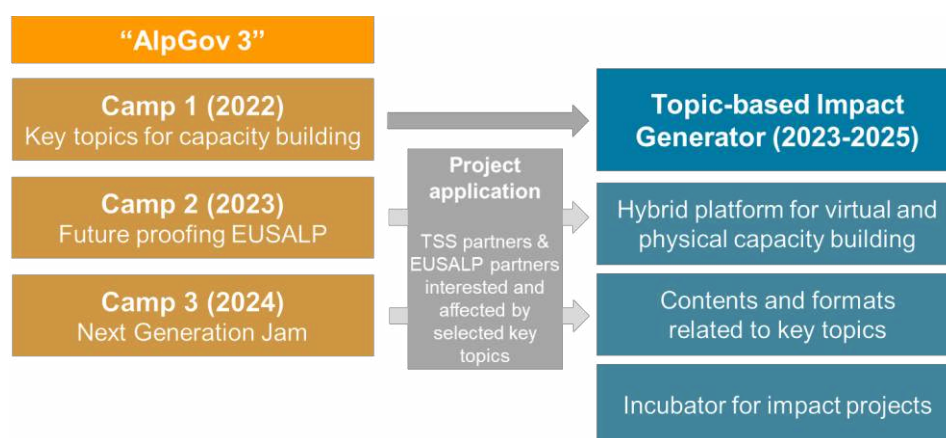 “AlpGov 3”
Camp 1 (2022)
Key topics for capacity building
Camp 2 (2023)
Future proofing EUSALP
Camp 3 (2024)
Next Generation Jam
Project
application
TSS partners &
EUSALP partners
interested and
affected by
selected key
topics
Topic-based Impact
Generator (2023-2025)
Hybrid platform for virtual and
physical capacity building
Contents and formats
related to key topics
Incubator for impact projects